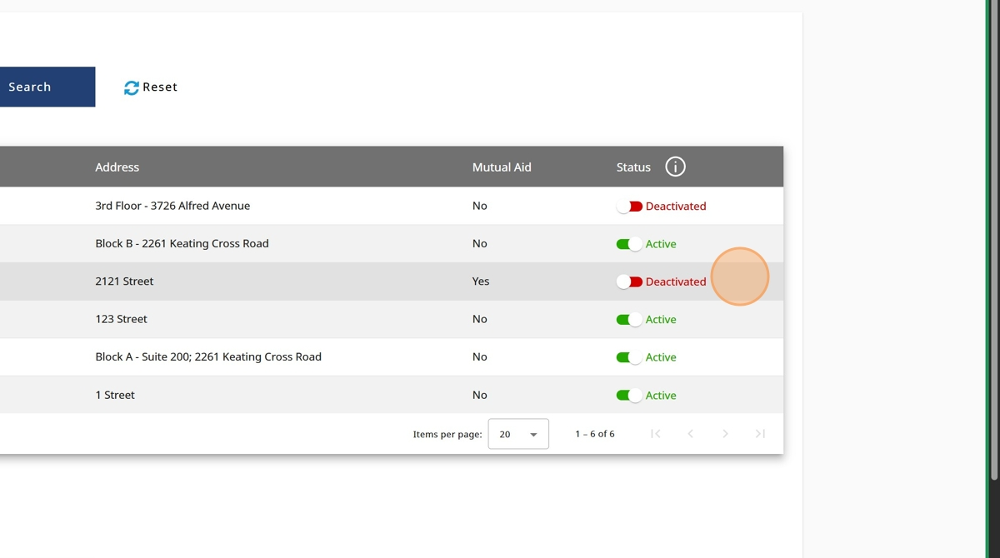 Search Reset
Address Mutual Aid Status
3rd Floor - 3726 Alfred Avenue No Deactivated
Block B - 2261 Keating Cross Road No Active
2121 Street Yes Deactivated
123 Street No Active
Block A - Suite 200; 2261 Keating Cross Road No Active
1 Street No Active
Items per page: 20 1 – 6 of 6